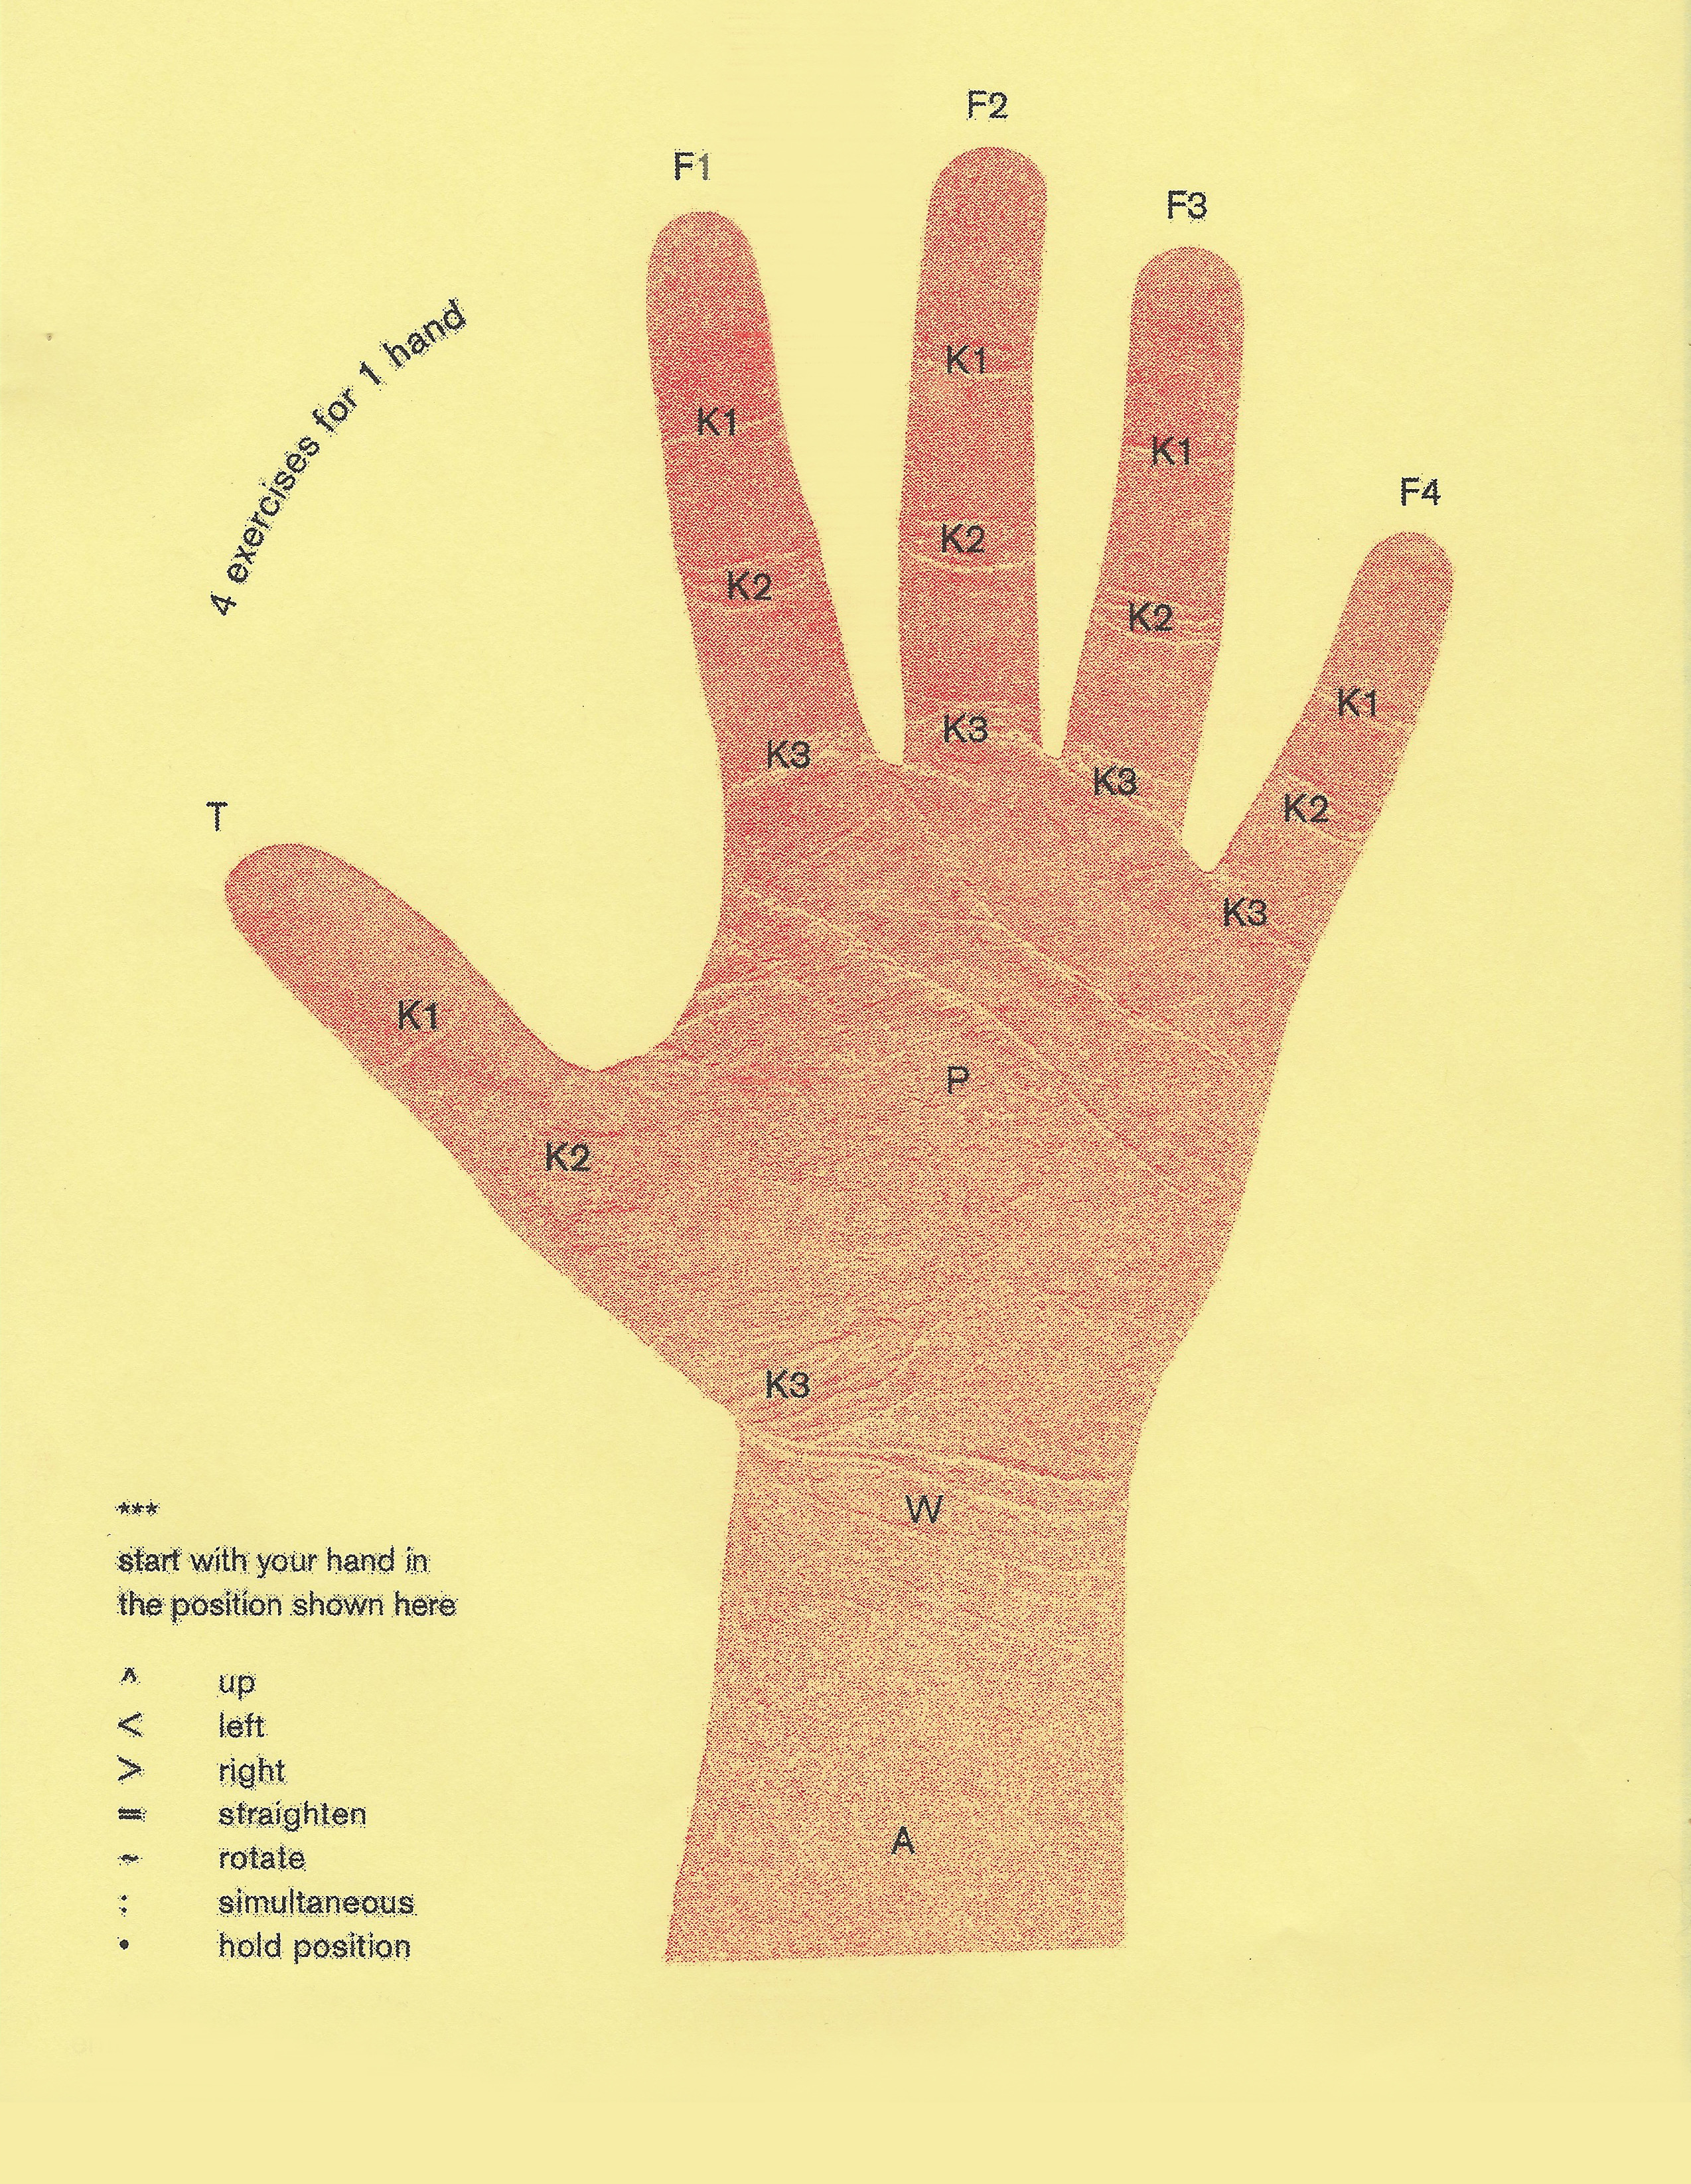 F2
F1
F3
4 exercises for 1 hand
K1
K1
K1
F4
K2
K2
K2
K1
K3
K3
K3
K2
T
K3
K1
P
K2
K3
W
***
start with your hand in
the position shown here
^ up
< left
> right
= straighten
~ rotate
: simultaneous
• hold position
A